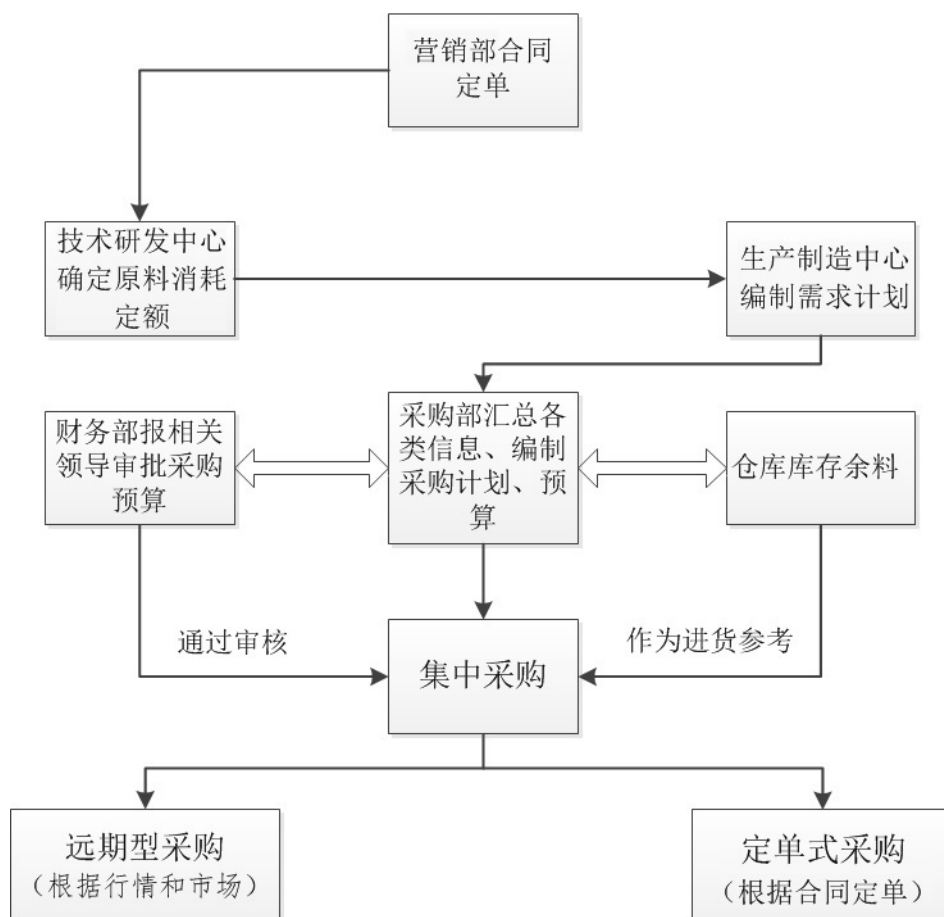 营销部合同
定单
技术研发中心
确定原料消耗
定额
生产制造中心
编制需求计划
财务部报相关
领导审批采购
预算
采购部汇总各
类信息、编制
采购计划、预
算
仓库库存余料
通过审核
作为进货参考
集中采购
远期型采购
（根据行情和市场）
定单式采购
（根据合同定单）